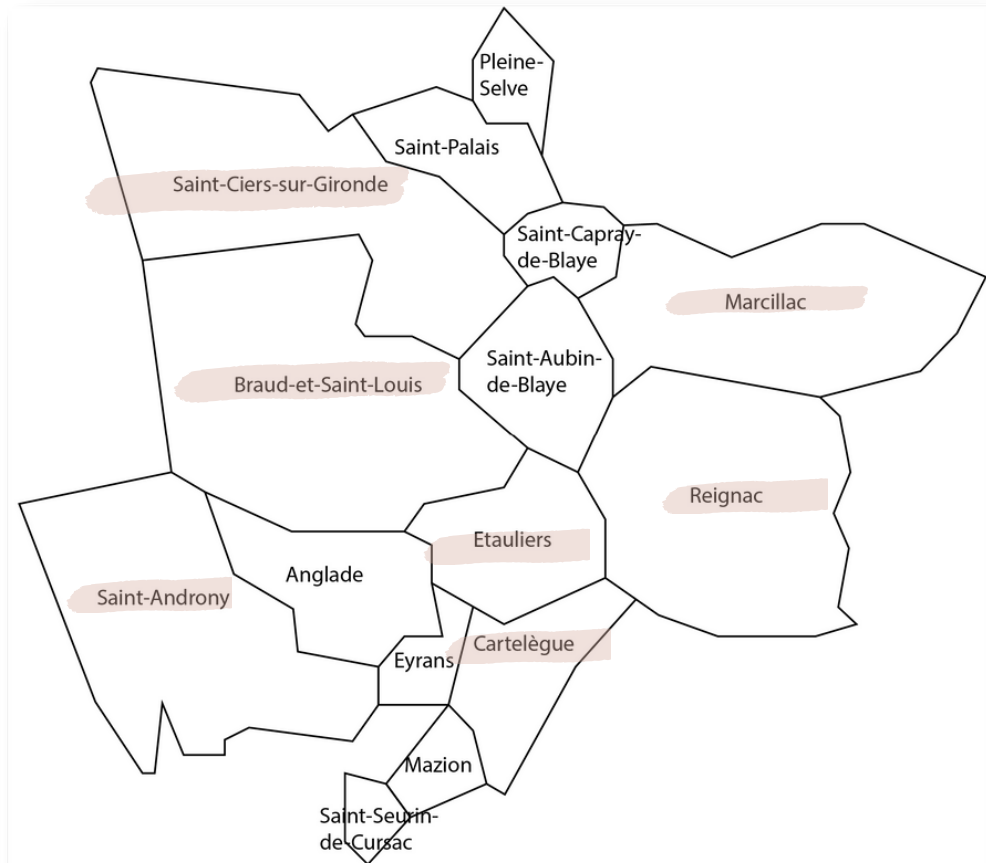 Pleine-
Selve
Saint-Palais
Saint-Ciers-sur-Gironde
Saint-Capray-
de-Blaye
Marcillac
Saint-Aubin-
de-Blaye
Braud-et-Saint-Louis
Reignac
Etauliers
Anglade
Saint-Androny
Cartelègue
Eyrans
Mazion
Saint-Seurin-
de-Cursac